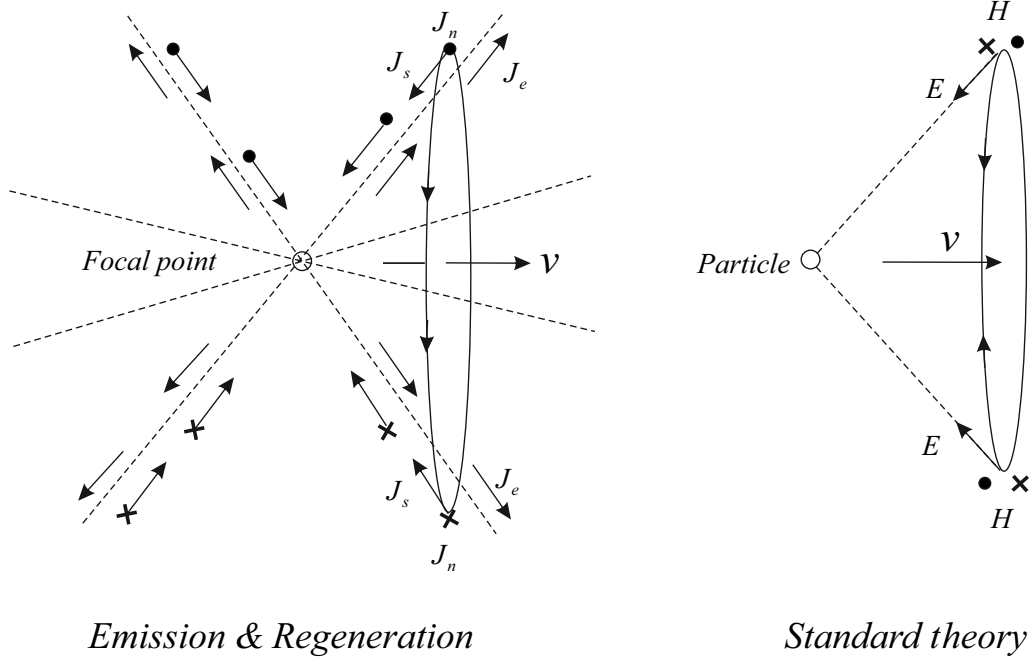 J_n
H
J_s
J_e
E
Focal point
v
Particle
v
E
J_s
J_e
H
J_n
Emission & Regeneration
Standard theory